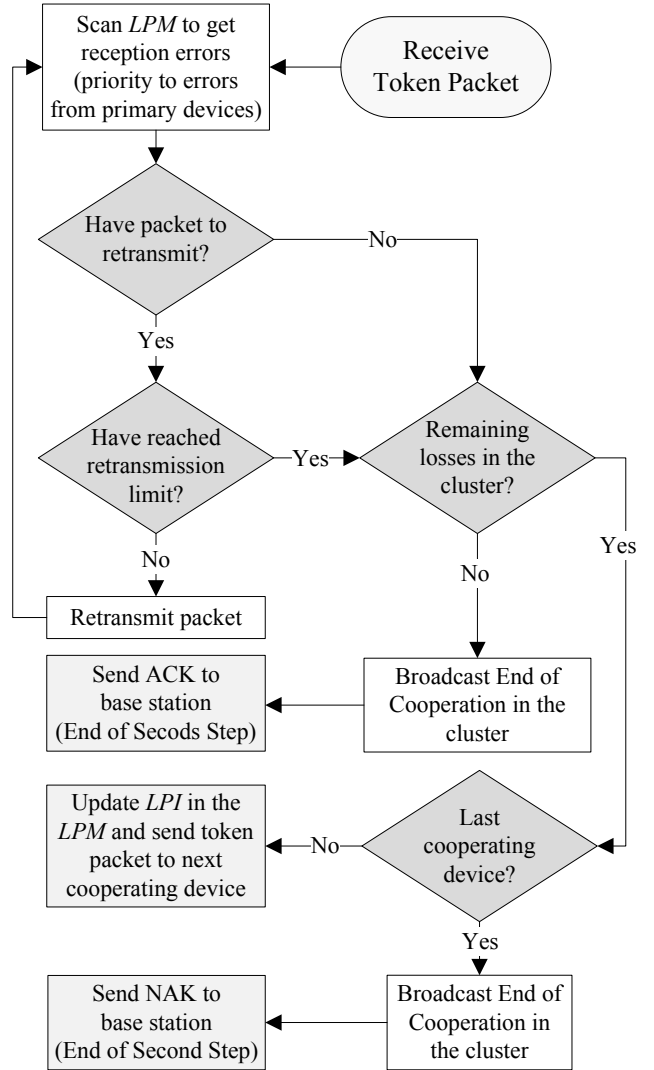 Scan LPM to get
reception errors
(priority to errors
from primary devices)
Receive
Token Packet
Have packet to
retransmit?
No
Yes
Have reached
retransmission
limit?
Yes
Remaining
losses in the
cluster?
Yes
No
No
Retransmit packet
Send ACK to
base station
(End of Secods Step)
Broadcast End of
Cooperation in the
cluster
Update LPI in the
LPM and send token
packet to next
cooperating device
No
Last
cooperating
device?
Yes
Send NAK to
base station
(End of Second Step)
Broadcast End of
Cooperation in
the cluster